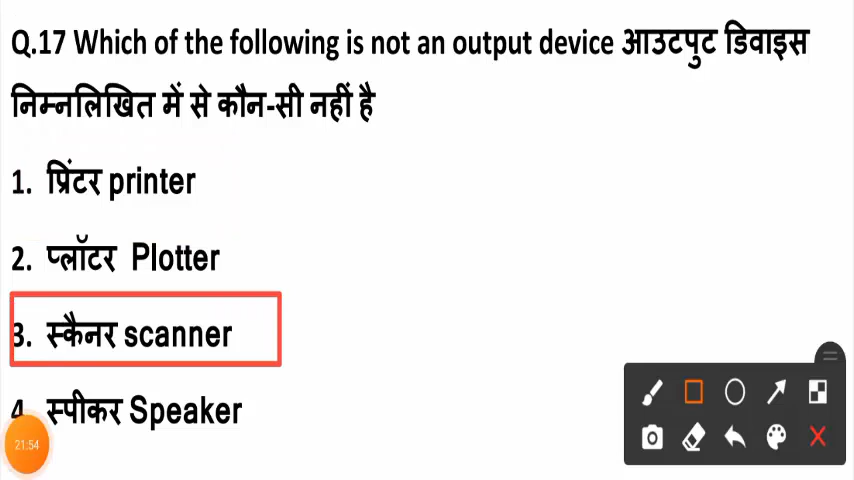 Q.17 Which of the following is not an output device आउटपुट डिवाइस
निम्नलिखित में से कौन-सी नहीं है
1. प्रिंटर printer
2. प्लॉटर Plotter
3. स्कैनर scanner
4. स्पीकर Speaker
21:54